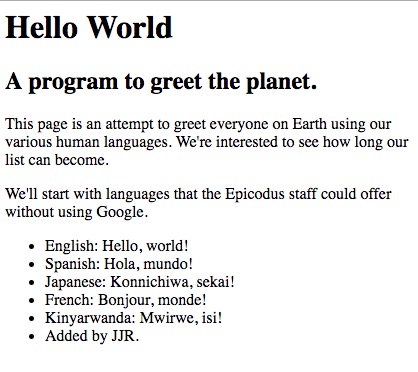 Hello World
A program to greet the planet.
This page is an attempt to greet everyone on Earth using our
various human languages. We're interested to see how long our
list can become.
We'll start with languages that the Epicodus staff could offer
without using Google.
• English: Hello, world!
• Spanish: Hola, mundo!
• Japanese: Konnichiwa, sekai!
• French: Bonjour, monde!
• Kinyarwanda: Mwirwe, isi!
• Added by JJR.